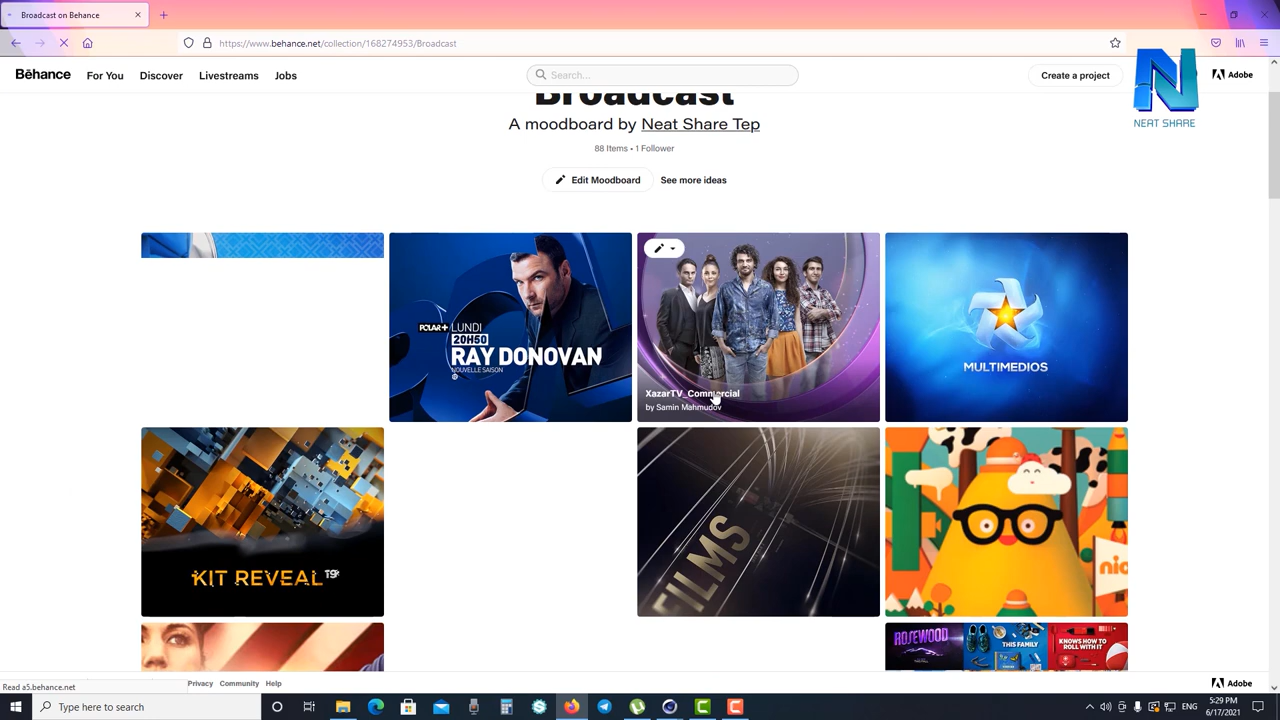 Broadcast on Behance
https://www.behance.net/collection/168274953/Broadcast
Bēhance
For You
Discover
Livestreams
Jobs
Search...
Create a project
Adobe
NEAT SHARE
Broadcast
A moodboard by Neat Share Tep
88 Items • 1 Follower
Edit Moodboard
See more ideas
POLAR+
LUNDI
20H50
RAY DONOVAN
NOUVELLE SAISON
XazarTV_Commercial
by Samin Mahmudov
MULTIMEDIOS
KIT REVEAL T9
FILMS
nic
ROSEWOOD
THIS FAMILY
KNOWS HOW TO
ROLL WITH IT
Read a5.behance.net
Privacy
Community
Help
Adobe
Type here to search
ENG
5:29 PM
6/17/2021